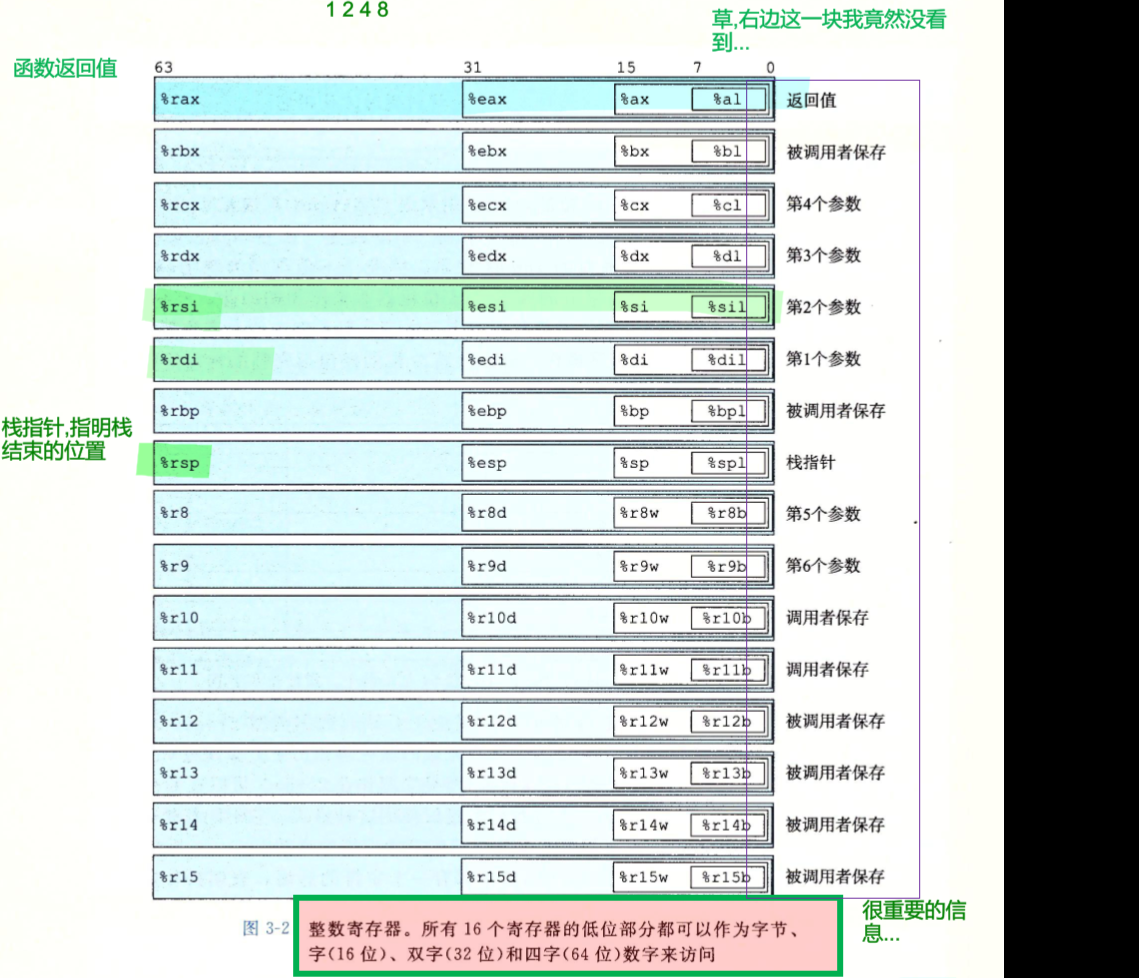 1 2 4 8
草,右边这一块我竟然没看
到...
函数返回值
63 31 15 7 0
%rax %eax %ax %al 返回值
%rbx %ebx %bx %bl 被调用者保存
%rcx %ecx %cx %cl 第4个参数
%rdx %edx %dx %dl 第3个参数
%rsi %esi %si %sil 第2个参数
%rdi %edi %di %dil 第1个参数
%rbp %ebp %bp %bpl 被调用者保存
栈指针,指明栈
结束的位置
%rsp %esp %sp %spl 栈指针
%r8 %r8d %r8w %r8b 第5个参数
%r9 %r9d %r9w %r9b 第6个参数
%r10 %r10d %r10w %r10b 调用者保存
%r11 %r11d %r11w %r11b 调用者保存
%r12 %r12d %r12w %r12b 被调用者保存
%r13 %r13d %r13w %r13b 被调用者保存
%r14 %r14d %r14w %r14b 被调用者保存
%r15 %r15d %r15w %r15b 被调用者保存
很重要的信
息...
图 3-2 整数寄存器。所有 16 个寄存器的低位部分都可以作为字节、
字(16 位)、双字(32 位)和四字(64 位)数字来访问